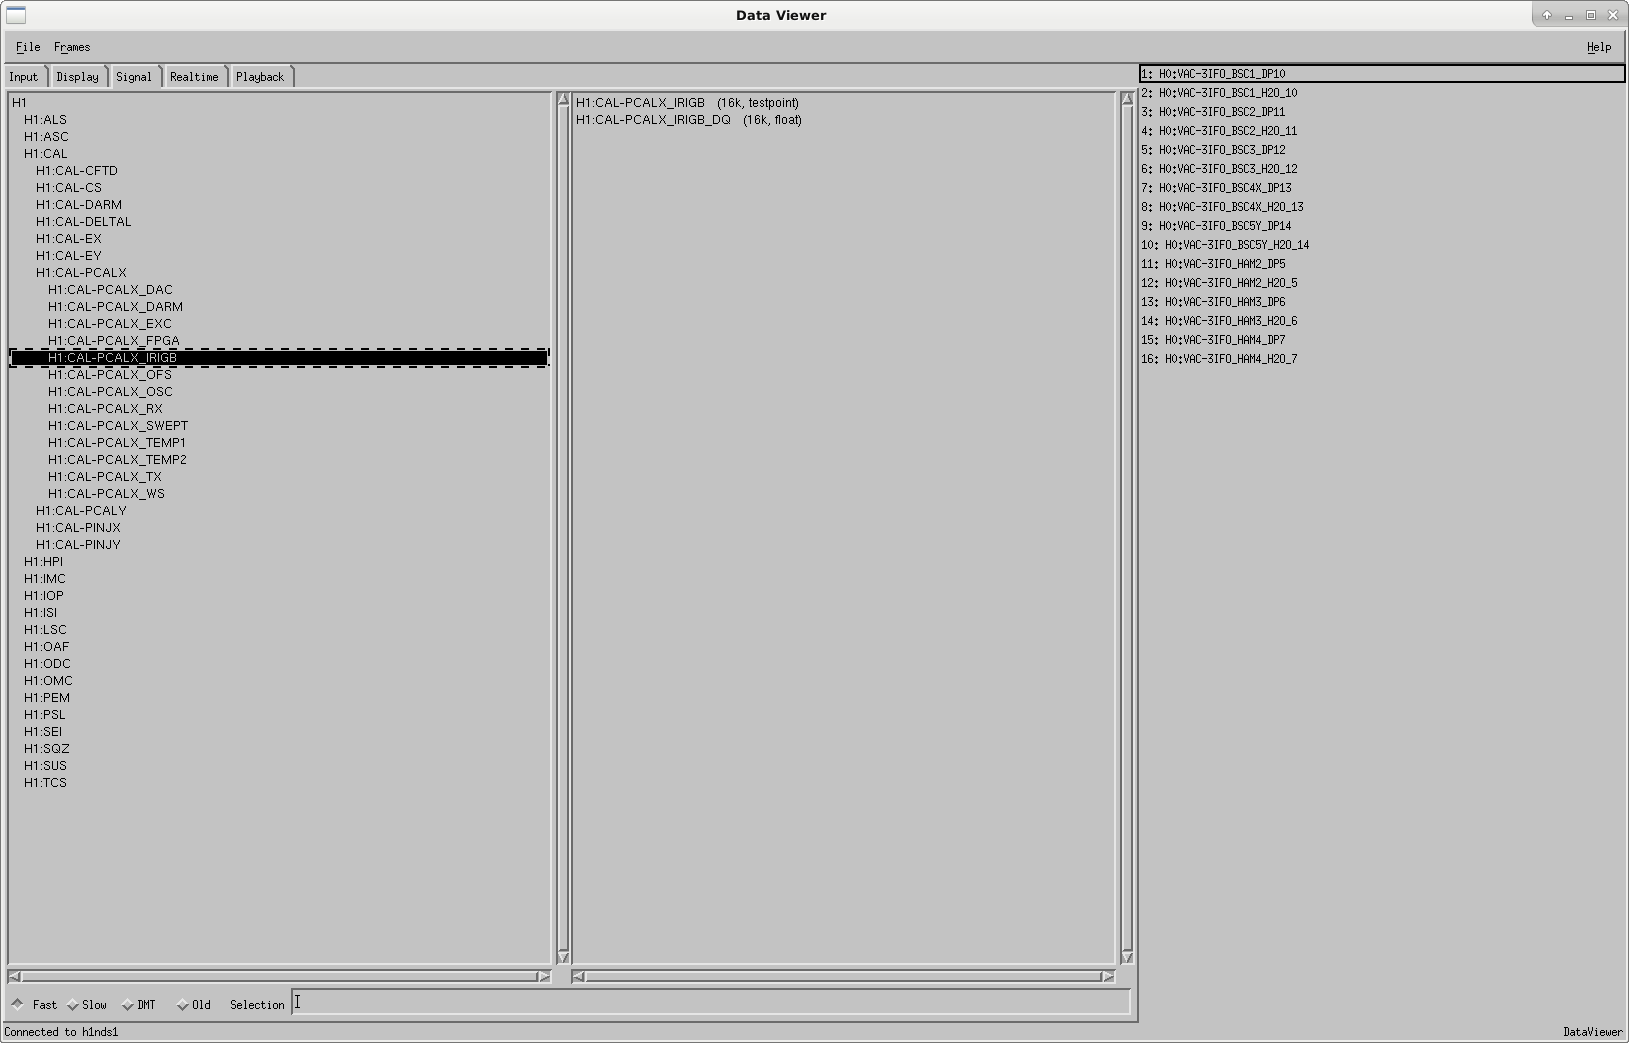 Data Viewer
File Frames Help
Input Display Signal Realtime Playback
H1
H1:ALS
H1:ASC
H1:CAL
H1:CAL-CFTD
H1:CAL-CS
H1:CAL-DARM
H1:CAL-DELTAL
H1:CAL-EX
H1:CAL-EY
H1:CAL-PCALX
H1:CAL-PCALX_DAC
H1:CAL-PCALX_DARM
H1:CAL-PCALX_EXC
H1:CAL-PCALX_FPGA
H1:CAL-PCALX_IRIGB
H1:CAL-PCALX_OFS
H1:CAL-PCALX_OSC
H1:CAL-PCALX_RX
H1:CAL-PCALX_SWEPT
H1:CAL-PCALX_TEMP1
H1:CAL-PCALX_TEMP2
H1:CAL-PCALX_TX
H1:CAL-PCALX_WS
H1:CAL-PCALY
H1:CAL-PINJX
H1:CAL-PINJY
H1:HPI
H1:IMC
H1:IOP
H1:ISI
H1:LSC
H1:OAF
H1:ODC
H1:OMC
H1:PEM
H1:PSL
H1:SEI
H1:SQZ
H1:SUS
H1:TCS
H1:CAL-PCALX_IRIGB (16k, testpoint)
H1:CAL-PCALX_IRIGB_DQ (16k, float)
1: H0:VAC-3IFO_BSC1_DP10
2: H0:VAC-3IFO_BSC1_H2O_10
3: H0:VAC-3IFO_BSC2_DP11
4: H0:VAC-3IFO_BSC2_H2O_11
5: H0:VAC-3IFO_BSC3_DP12
6: H0:VAC-3IFO_BSC3_H2O_12
7: H0:VAC-3IFO_BSC4X_DP13
8: H0:VAC-3IFO_BSC4X_H2O_13
9: H0:VAC-3IFO_BSC5Y_DP14
10: H0:VAC-3IFO_BSC5Y_H2O_14
11: H0:VAC-3IFO_HAM2_DP5
12: H0:VAC-3IFO_HAM2_H2O_5
13: H0:VAC-3IFO_HAM3_DP6
14: H0:VAC-3IFO_HAM3_H2O_6
15: H0:VAC-3IFO_HAM4_DP7
16: H0:VAC-3IFO_HAM4_H2O_7
Fast Slow DMT Old Selection
Connected to h1nds1 DataViewer